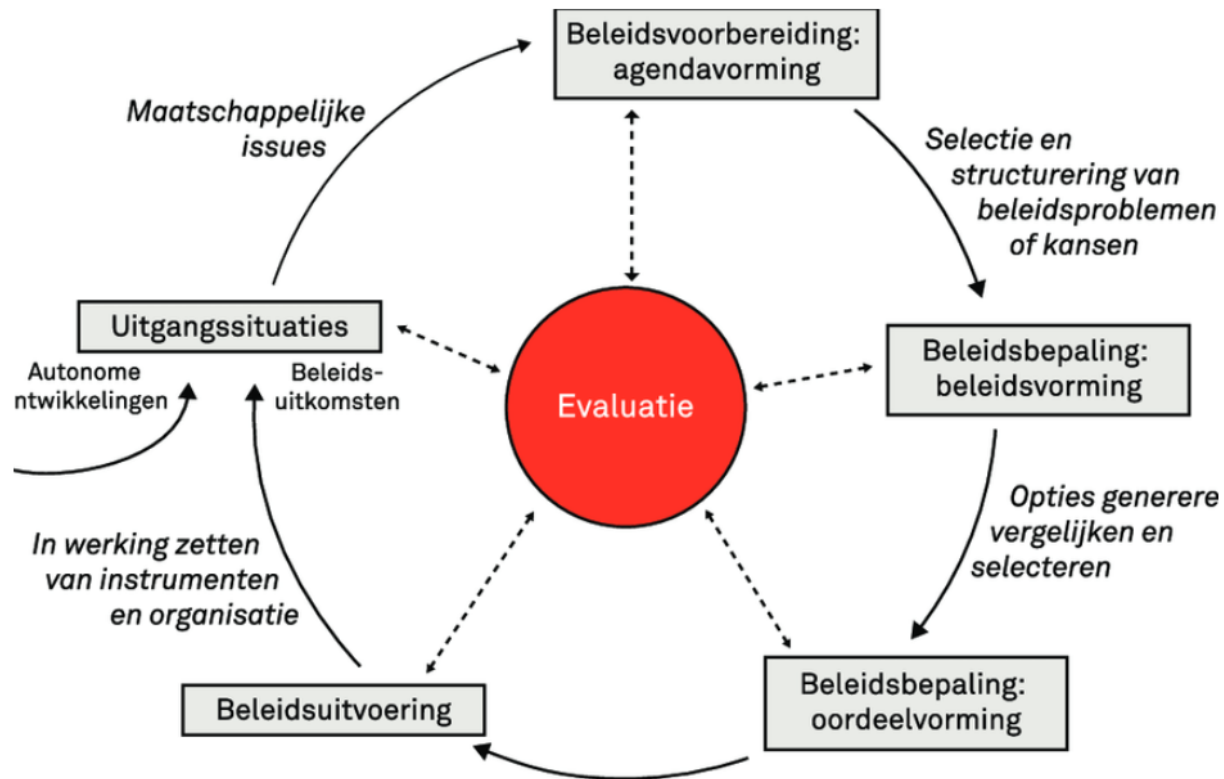 Beleidsvoorbereiding:
agendavorming
Maatschappelijke
issues
Selectie en
structurering van
beleidsproblemen
of kansen
Uitgangssituaties
Autonome
ntwikkelingen
Beleids-
uitkomsten
Evaluatie
Beleidsbepaling:
beleidsvorming
Opties generere
vergelijken en
selecteren
In werking zetten
van instrumenten
en organisatie
Beleidsuitvoering
Beleidsbepaling:
oordeelvorming